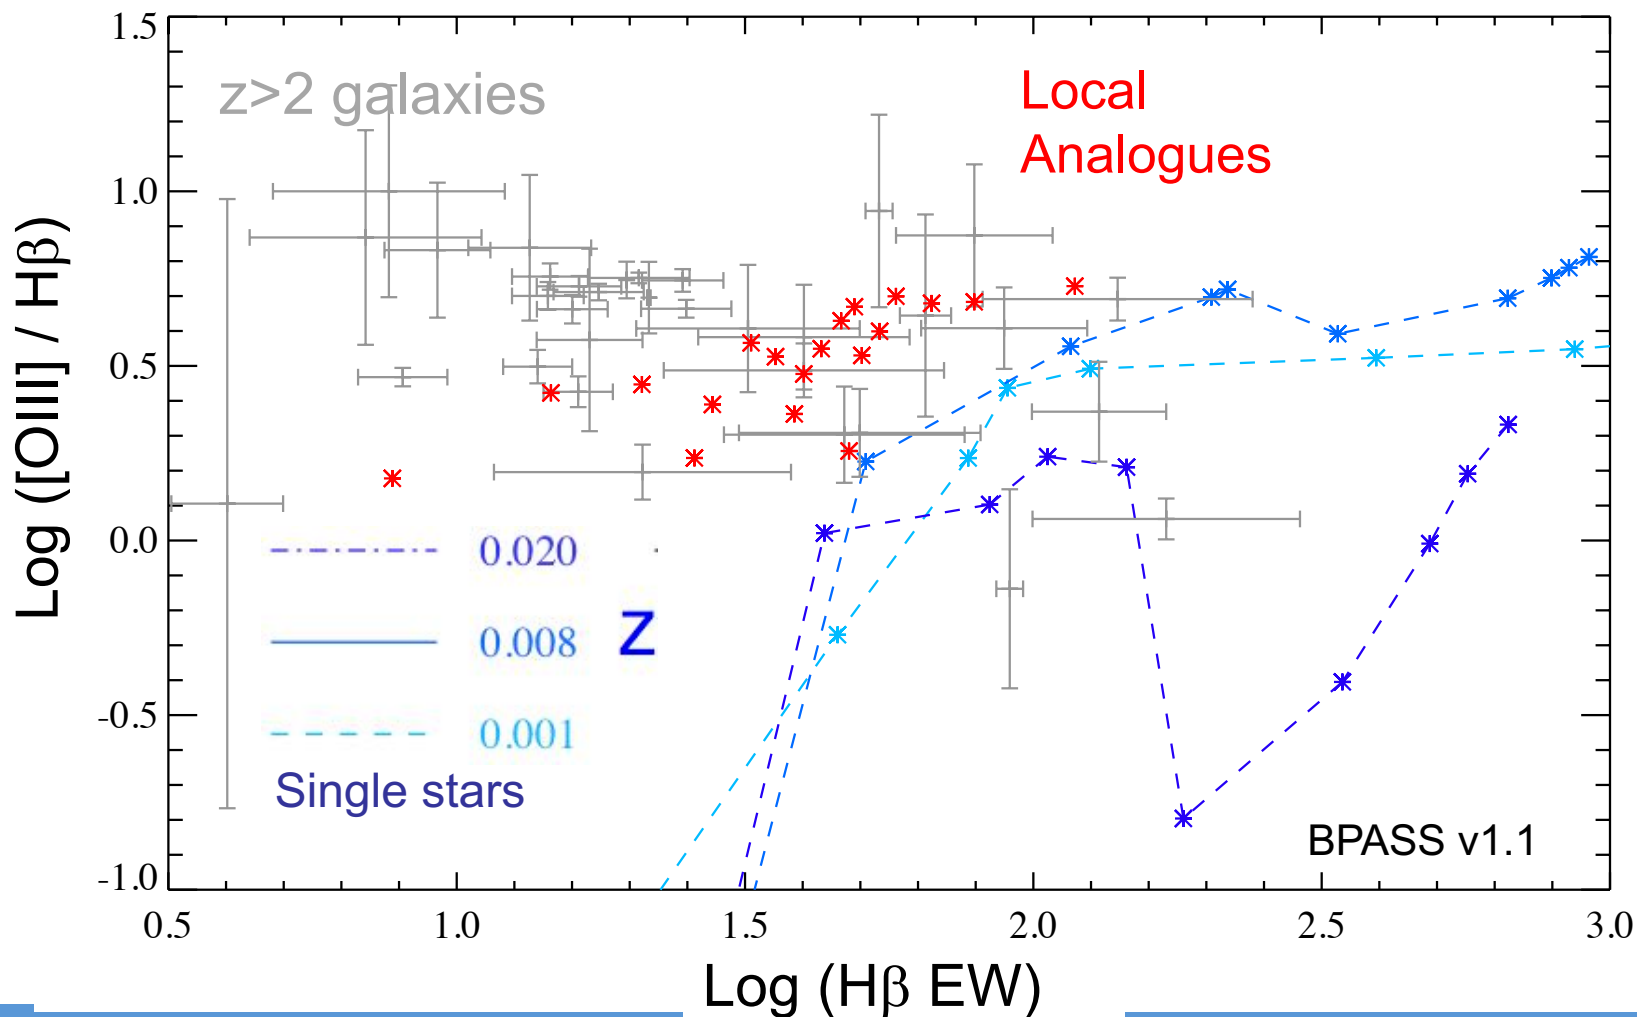 1.5
z>2 galaxies
Local
Analogues
1.0
Log ([OIII] / Hβ)
0.5
0.0
0.020
0.008
Z
0.001
-0.5
Single stars
BPASS v1.1
-1.0
0.5 1.0 1.5 2.0 2.5 3.0
Log (Hβ EW)